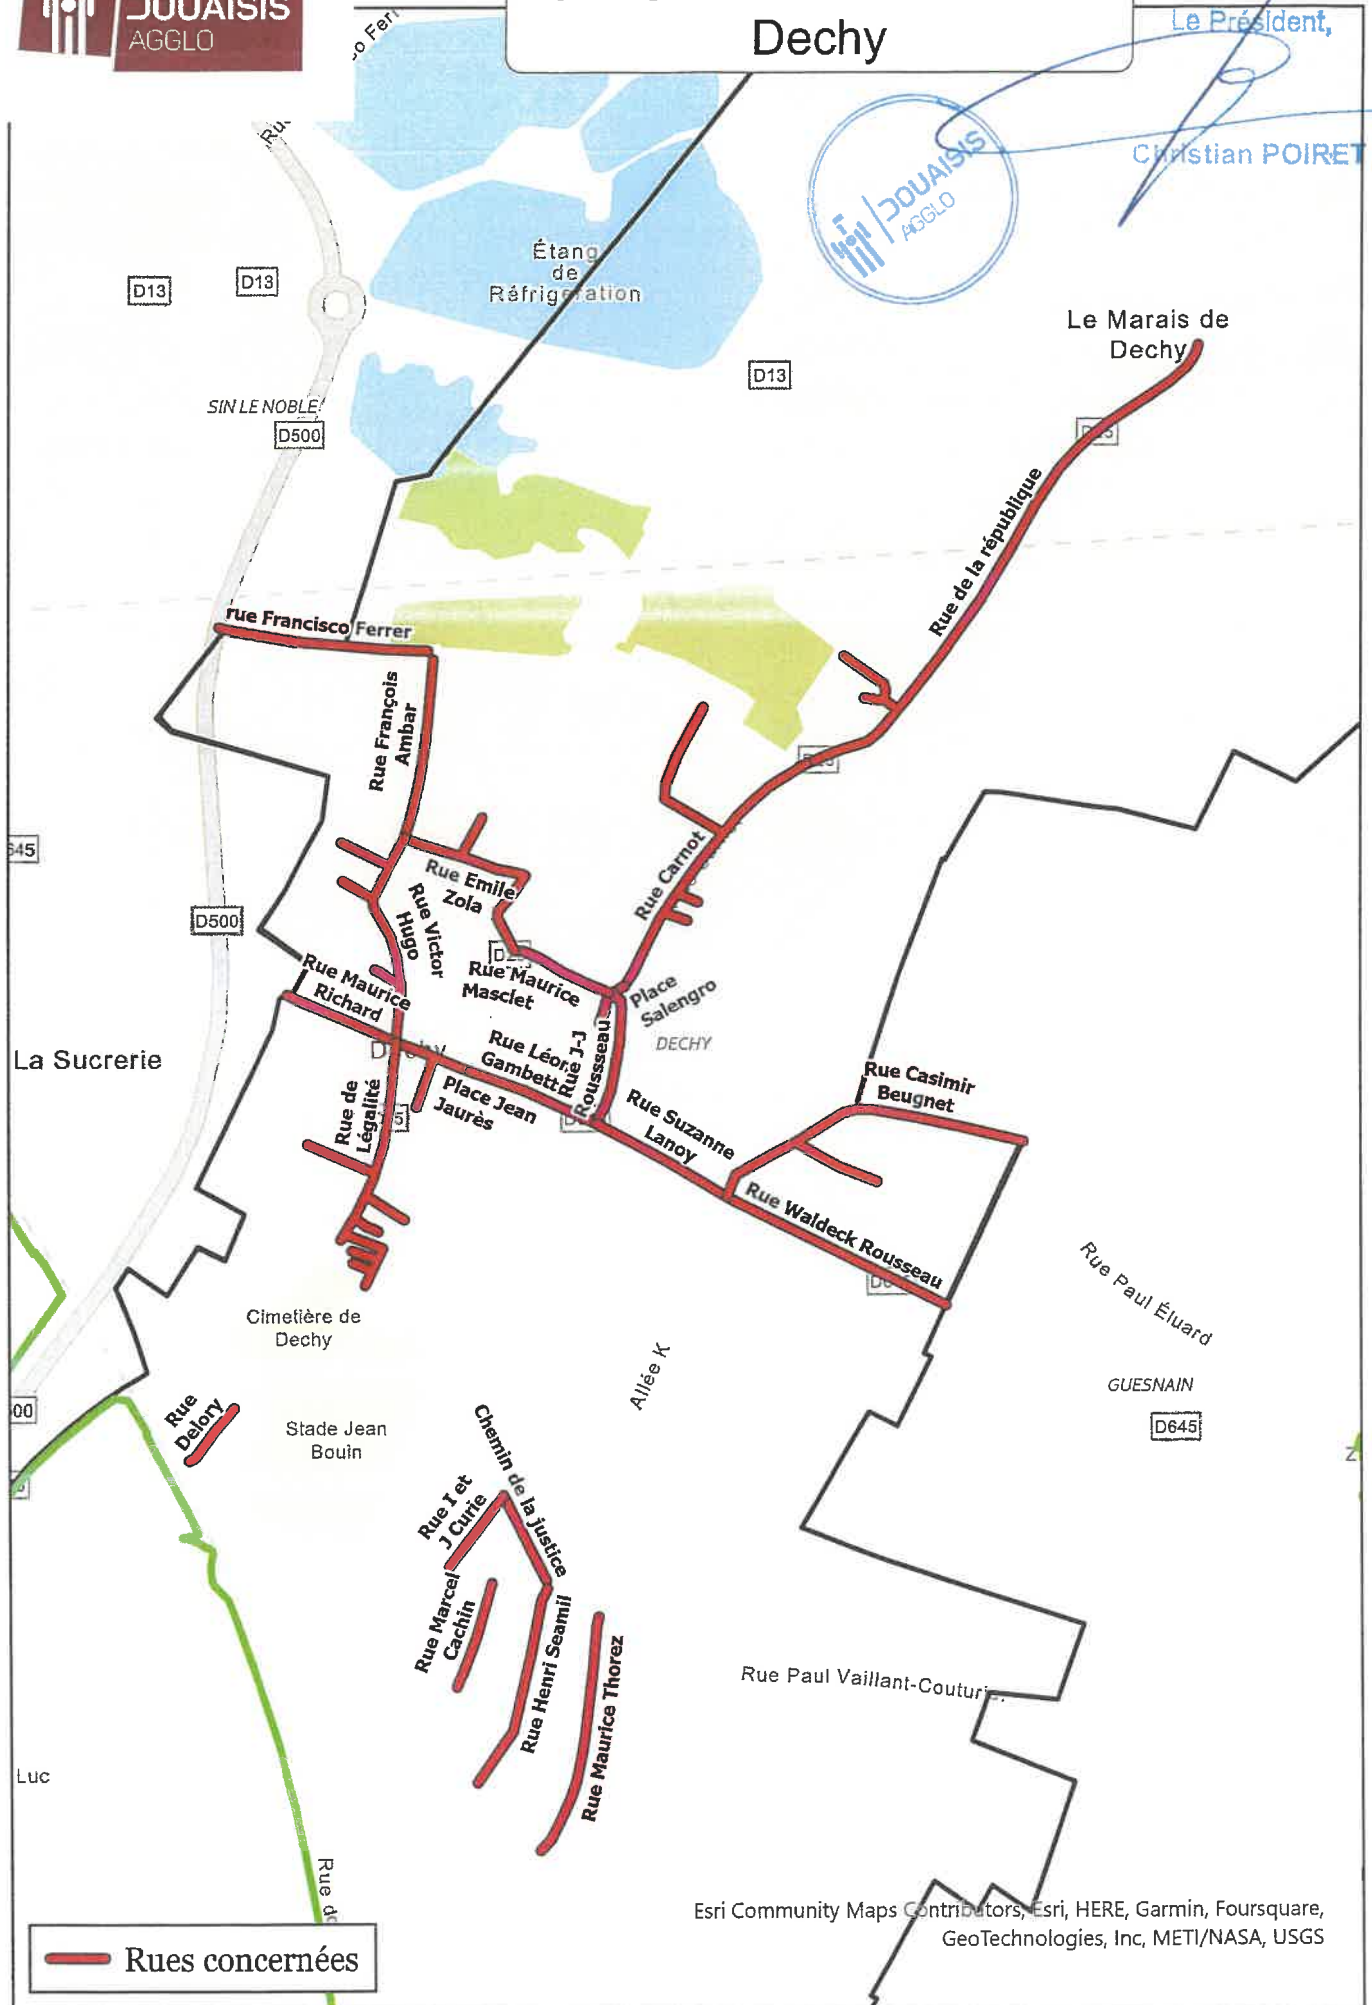 DOUAISIS
AGGLO
Dechy
Le Président,
Christian POIRET
DOUAISIS
AGGLO
Étang
de
Réfrigération
D13
D13
D13
Le Marais de
Dechy
SIN LE NOBLE
D500
Rue de la république
rue Francisco Ferrer
Rue François
Ambar
645
D500
Rue Emile
Zola
Rue Victor
Hugo
Rue Carnot
Rue Maurice
Richard
Rue Maurice
Masclet
Place
Salengro
DECHY
La Sucrerie
Dechy
Rue J-J
Roussseau
Place Jean
Jaurès
Rue de
Légalité
Rue Suzanne
Lanoy
Rue Casimir
Beugnet
Rue Waldeck Rousseau
Rue Paul Éluard
Cimetière de
Dechy
Allée K
GUESNAIN
D645
Rue
Delory
Stade Jean
Bouin
Chemin de la justice
Rue I et
J Curie
Rue Marcel
Cachin
Rue Henri Seamil
Rue Maurice Thorez
Rue Paul Vaillant-Couturi
Luc
Esri Community Maps Contributors, Esri, HERE, Garmin, Foursquare,
GeoTechnologies, Inc, METI/NASA, USGS
Rues concernées